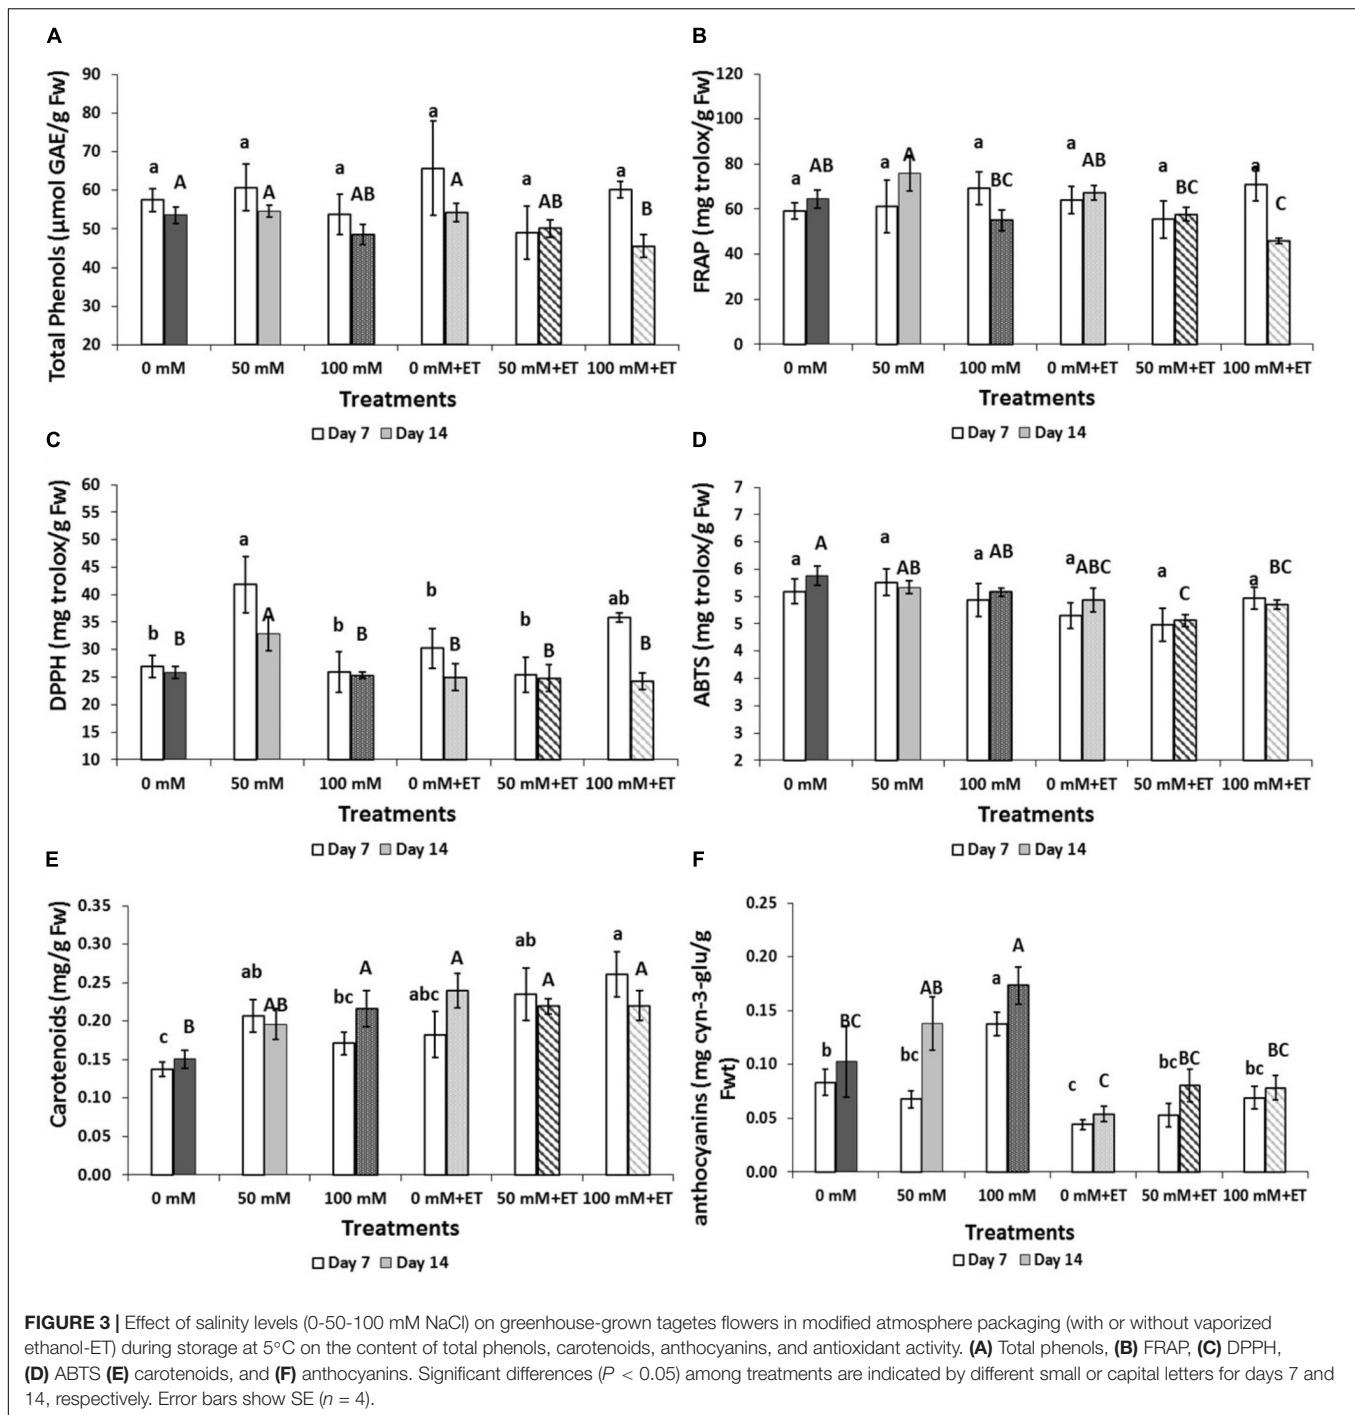 A
Total Phenols (µmol GAE/g Fw)
90
80
70
60
50
40
30
20
a A a A a AB a A a AB a B
0 mM 50 mM 100 mM 0 mM+ET 50 mM+ET 100 mM+ET
Treatments
Day 7 Day 14
B
FRAP (mg trolox/g Fw)
120
100
80
60
40
20
0
a AB a A a BC a AB a BC a C
0 mM 50 mM 100 mM 0 mM+ET 50 mM+ET 100 mM+ET
Treatments
Day 7 Day 14
C
DPPH (mg trolox/g Fw)
60
55
50
45
40
35
30
25
20
15
10
b B a A b B b B b B ab B
0 mM 50 mM 100 mM 0 mM+ET 50 mM+ET 100 mM+ET
Treatments
Day 7 Day 14
D
ABTS (mg trolox/g Fw)
7
7
6
6
5
5
4
4
3
3
2
a A a AB a AB a ABC a C a BC
0 mM 50 mM 100 mM 0 mM+ET 50 mM+ET 100 mM+ET
Treatments
Day 7 Day 14
E
Carotenoids (mg/g Fw)
0.35
0.30
0.25
0.20
0.15
0.10
0.05
0.00
c B ab AB bc A abc A ab A a A
0 mM 50 mM 100 mM 0 mM+ET 50 mM+ET 100 mM+ET
Treatments
Day 7 Day 14
F
anthocyanins (mg cyn-3-glu/g
Fwt)
0.25
0.20
0.15
0.10
0.05
0.00
b BC bc AB a A c C bc BC bc BC
0 mM 50 mM 100 mM 0 mM+ET 50 mM+ET 100 mM+ET
Treatments
Day 7 Day 14
FIGURE 3 | Effect of salinity levels (0-50-100 mM NaCl) on greenhouse-grown tagetes flowers in modified atmosphere packaging (with or without vaporized
ethanol-ET) during storage at 5°C on the content of total phenols, carotenoids, anthocyanins, and antioxidant activity. (A) Total phenols, (B) FRAP, (C) DPPH,
(D) ABTS (E) carotenoids, and (F) anthocyanins. Significant differences (P < 0.05) among treatments are indicated by different small or capital letters for days 7 and
14, respectively. Error bars show SE (n = 4).